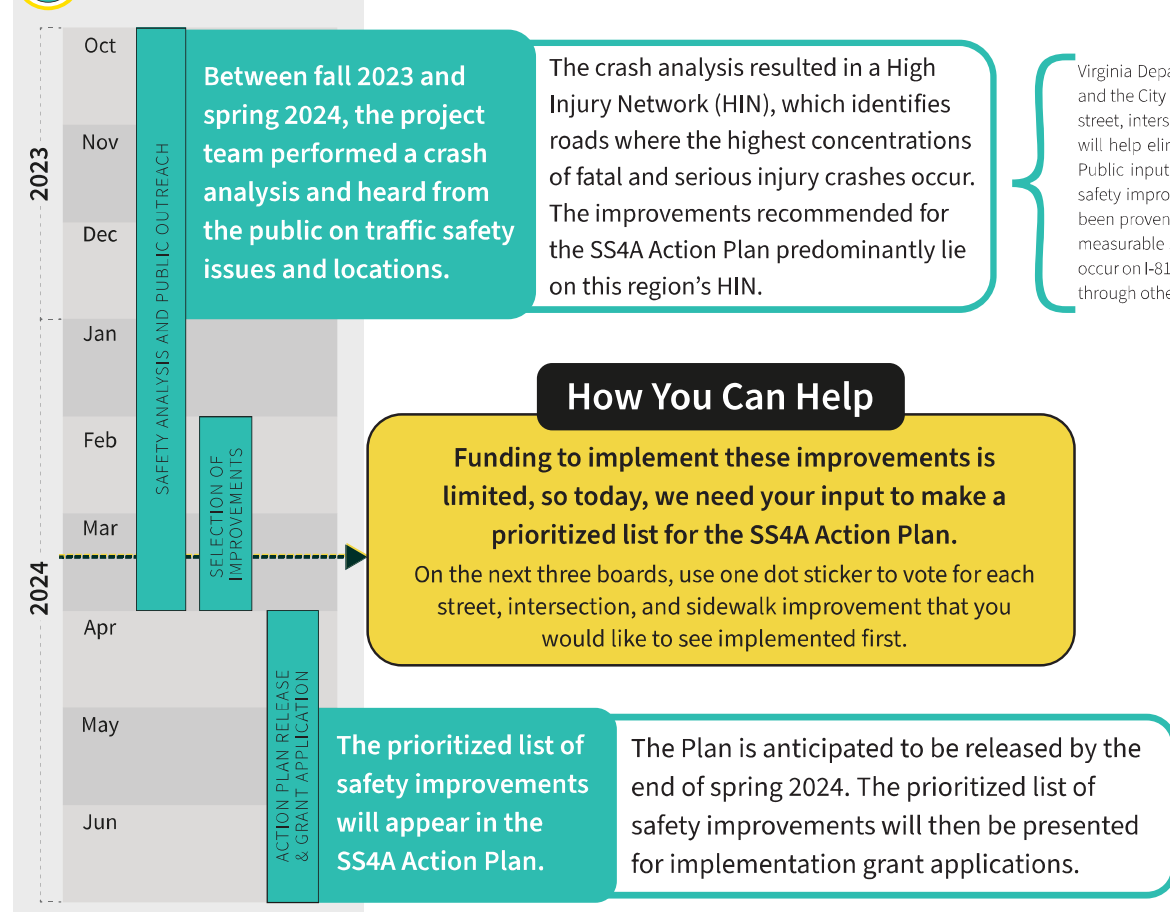 2023
Oct
Nov
Dec
2024
Jan
Feb
Mar
Apr
May
Jun
SAFETY ANALYSIS AND PUBLIC OUTREACH
SELECTION OF
IMPROVEMENTS
ACTION PLAN RELEASE
& GRANT APPLICATION
Between fall 2023 and
spring 2024, the project
team performed a crash
analysis and heard from
the public on traffic safety
issues and locations.
The crash analysis resulted in a High
Injury Network (HIN), which identifies
roads where the highest concentrations
of fatal and serious injury crashes occur.
The improvements recommended for
the SS4A Action Plan predominantly lie
on this region's HIN.
Virginia
and the City
street,
will help
Public input
safety
been proven
measurable
occur on I-81
through
How You Can Help
Funding to implement these improvements is
limited, so today, we need your input to make a
prioritized list for the SS4A Action Plan.
On the next three boards, use one dot sticker to vote for each
street, intersection, and sidewalk improvement that you
would like to see implemented first.
The prioritized list of
safety improvements
will appear in the
SS4A Action Plan.
The Plan is anticipated to be released by the
end of spring 2024. The prioritized list of
safety improvements will then be presented
for implementation grant applications.